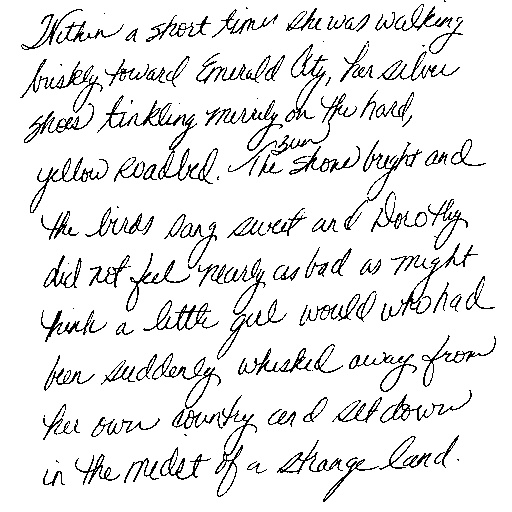 Within a short time she was walking
briskly toward Emerald City, her silver
shoes tinkling merrily on the hard,
yellow roadbed. The sun shone bright and
the birds sang sweet and Dorothy
did not feel nearly as bad as might
think a little girl would who had
been suddenly whisked away from
her own country and set down
in the midst of a strange land.